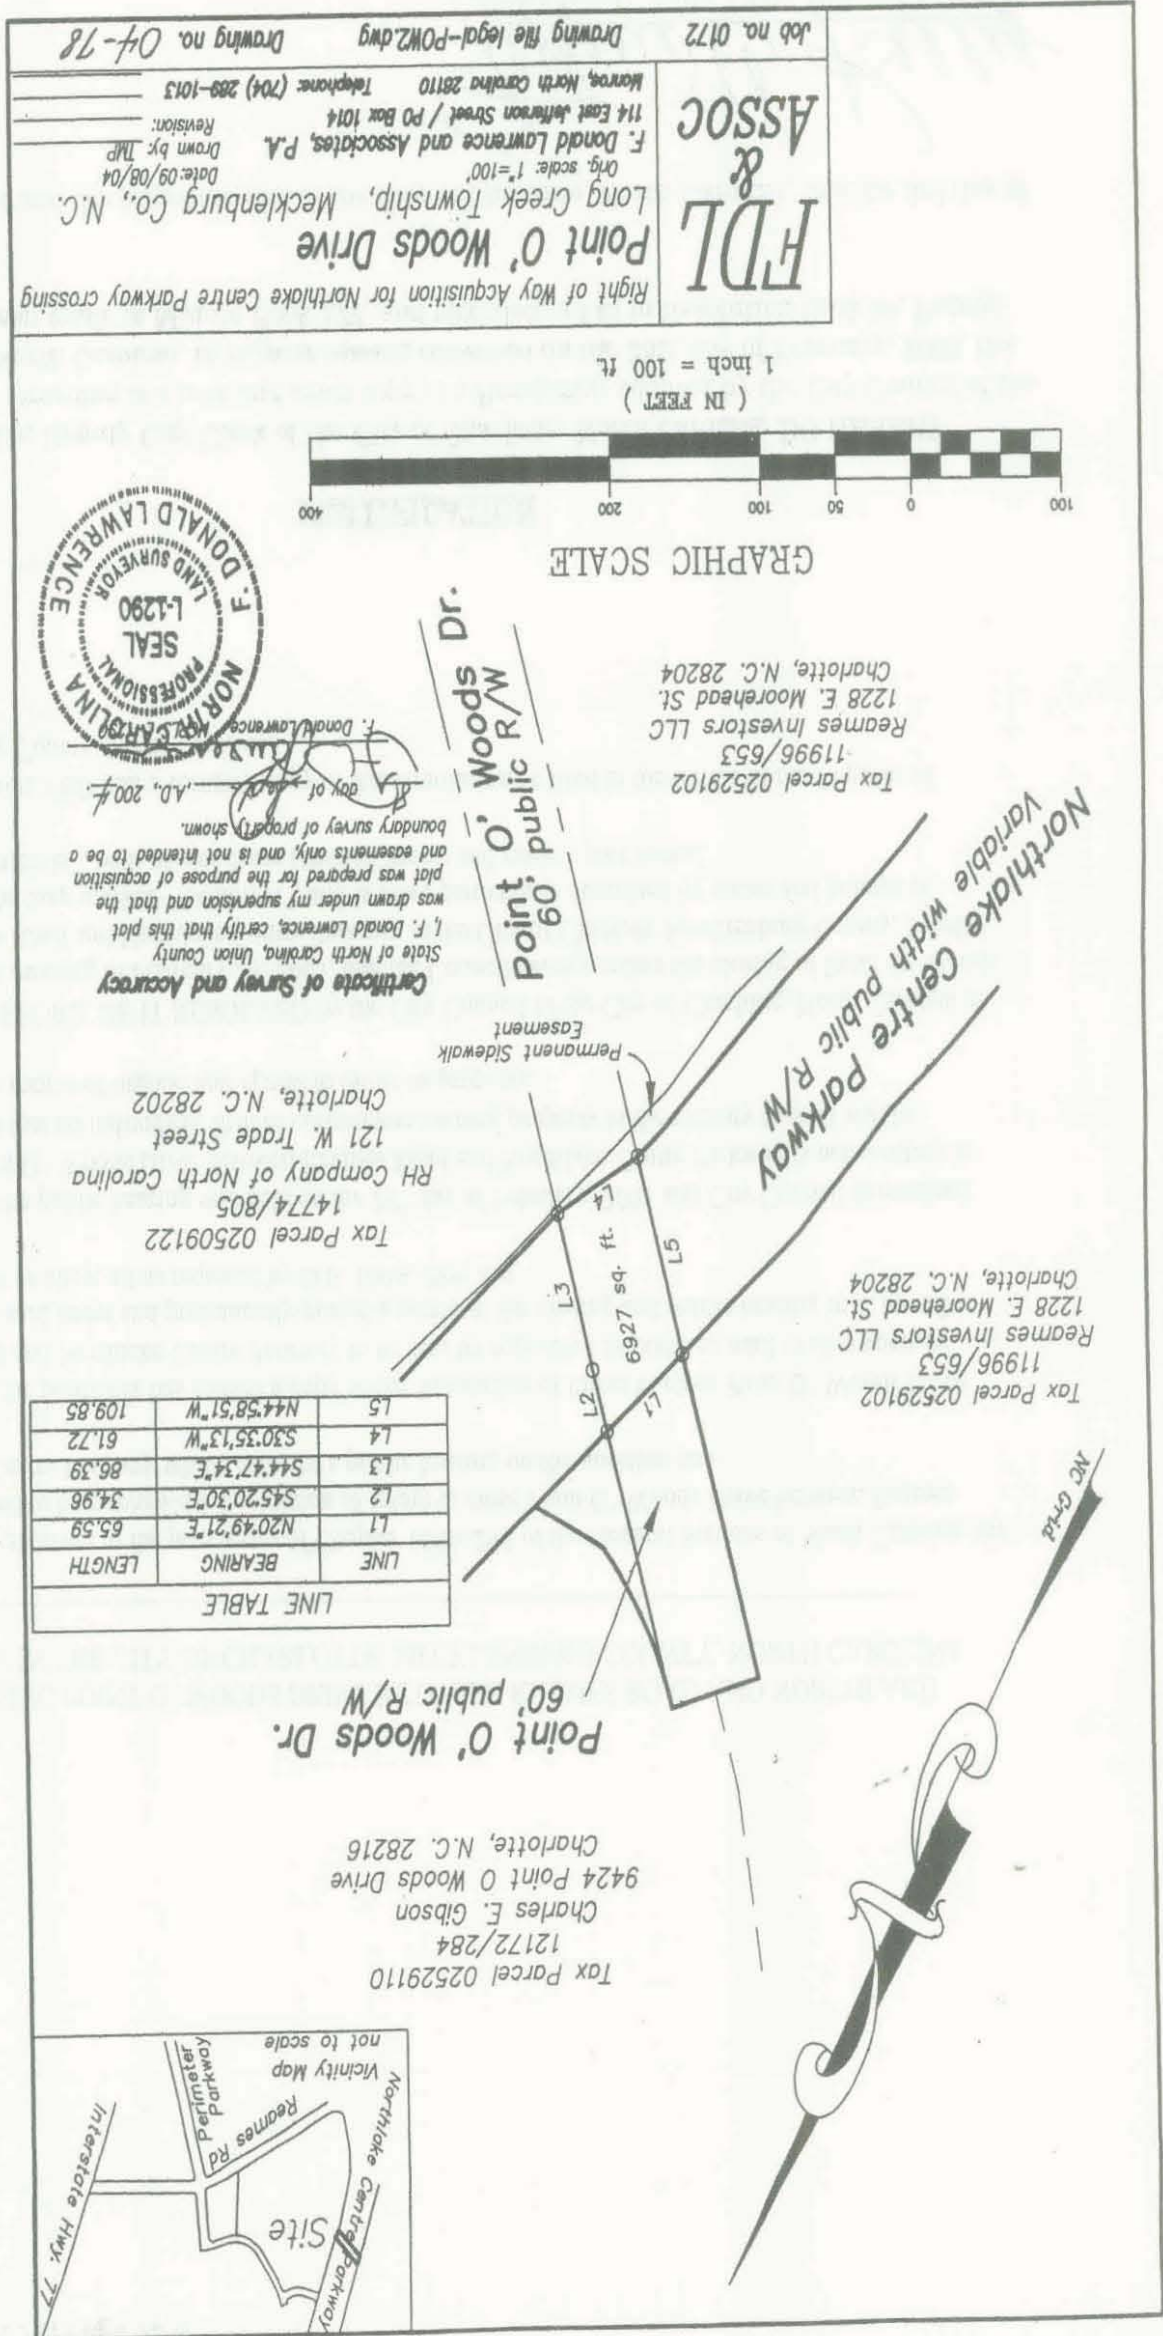 Interstate Hwy. 77
Northlake Centre Parkway
Site
Reames Rd
Perimeter
Parkway
Vicinity Map
not to scale
Tax Parcel 02529110
12172/284
Charles E. Gibson
9424 Point O Woods Drive
Charlotte, N.C. 28216
Point O' Woods Dr.
60' public R/W
NC Grid
LINE TABLE
LINE BEARING LENGTH
L1 N20°49'21"E 65.59
L2 S45°20'30"E 34.96
L3 S44°47'34"E 86.39
L4 S30°35'13"W 61.72
L5 N44°58'51"W 109.85
Tax Parcel 02529102
11996/653
Reames Investors LLC
1228 E. Moorehead St
Charlotte, N.C. 28204
L1
L2
L3
L4
L5
6927 sq. ft.
Tax Parcel 02509122
14774/805
RH Company of North Carolina
121 W. Trade Street
Charlotte, N.C. 28202
Northlake Centre Parkway
Variable width public R/W
Permanent Sidewalk
Easement
Point O' Woods Dr.
60' public R/W
Certificate of Survey and Accuracy
State of North Carolina, Union County
I, F. Donald Lawrence, certify that this plat
was drawn under my supervision and that the
plat was prepared for the purpose of acquisition
and easements only, and is not intended to be a
boundary survey of property shown.
day of A.D., 2004
F. Donald Lawrence, NCRLS L-1290
NORTH CAROLINA
PROFESSIONAL
SEAL
L-1290
LAND SURVEYOR
F. DONALD LAWRENCE
Tax Parcel 02529102
11996/653
Reames Investors LLC
1228 E. Moorehead St.
Charlotte, N.C. 28204
GRAPHIC SCALE
100 0 50 100 200 400
( IN FEET )
1 inch = 100 ft.
FDL
&
ASSOC
Right of Way Acquisition for Northlake Centre Parkway crossing
Point O' Woods Drive
Long Creek Township, Mecklenburg Co., N.C.
Orig. scale: 1"=100'
Date: 09/08/04
F. Donald Lawrence and Associates, P.A.
Drawn by: TMP
114 East Jefferson Street / PO Box 1014
Revision:
Monroe, North Carolina 28110 Telephone: (704) 289-1013
Job no. 0172 Drawing file legal-POW2.dwg Drawing no. 04-78